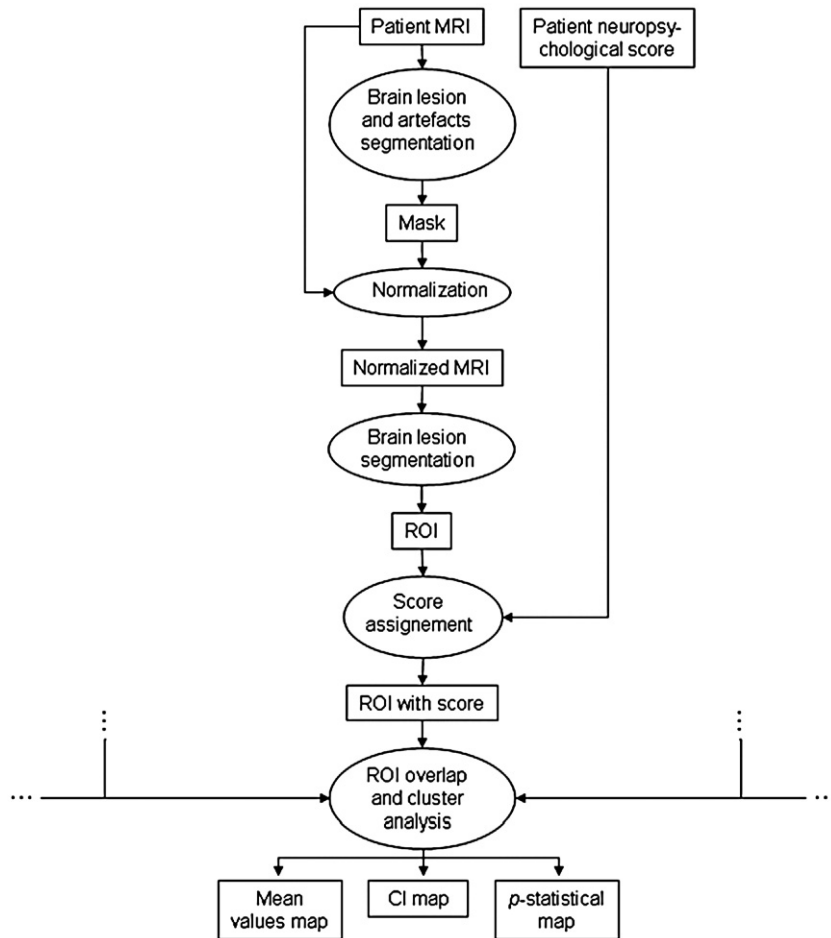 Patient MRI
Patient neuropsy-
chological score
Brain lesion
and artefacts
segmentation
Mask
Normalization
Normalized MRI
Brain lesion
segmentation
ROI
Score
assignement
ROI with score
ROI overlap
and cluster
analysis
Mean
values map
CI map
p-statistical
map